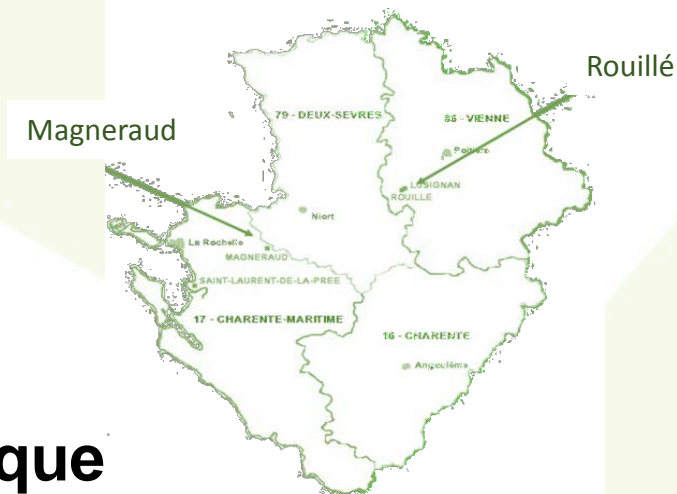 Rouillé
Magneraud
79 - DEUX-SEVRES
86 - VIENNE
Poitiers
LUSIGNAN
ROUILLE
Niort
La Rochelle
MAGNERAUD
SAINT-LAURENT-DE-LA-PREE
17 - CHARENTE-MARITIME
16 - CHARENTE
Angoulême
que